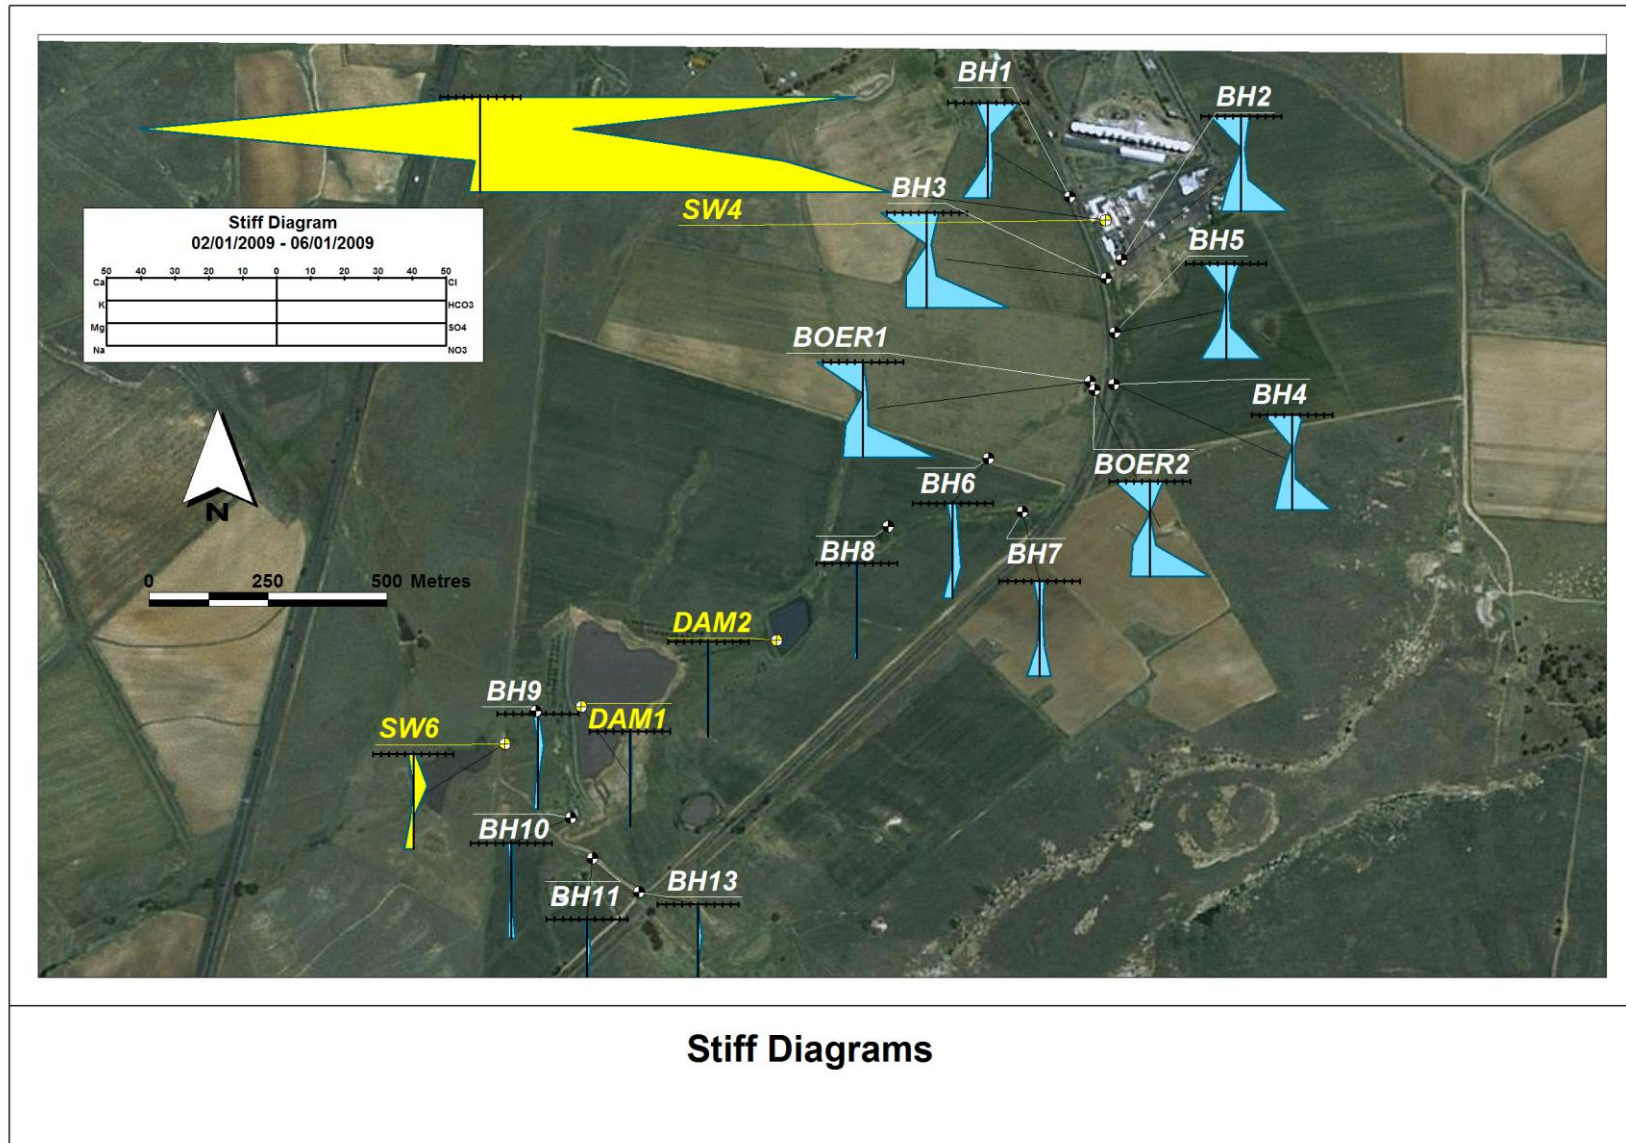 BH1
BH2
BH3
SW4
Stiff Diagram
02/01/2009 - 06/01/2009
50 40 30 20 10 0 10 20 30 40 50
Ca Cl
K HCO3
Mg SO4
Na NO3
BH5
BOER1
BH4
BOER2
BH6
N
BH7
BH8
0 250 500 Metres
DAM2
BH9
DAM1
SW6
BH10
BH11
BH13
Stiff Diagrams